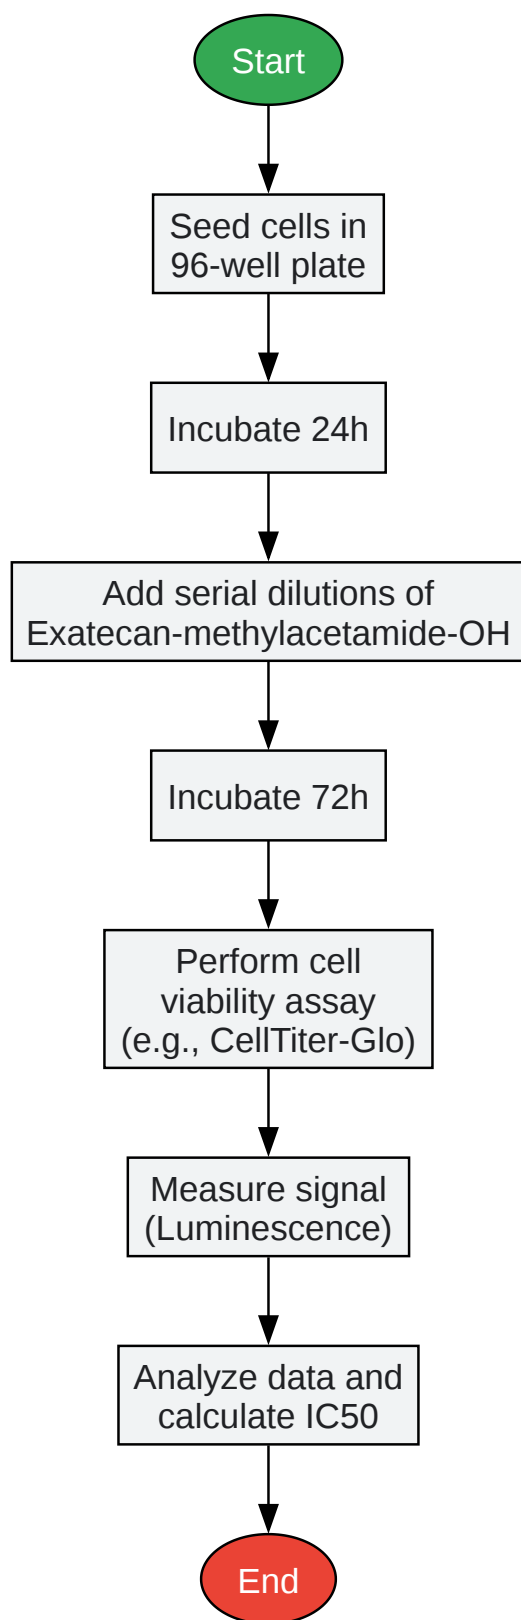 Start
Seed cells in
96-well plate
Incubate 24h
Add serial dilutions of
Exatecan-methylacetamide-OH
Incubate 72h
Perform cell
viability assay
(e.g., CellTiter-Glo)
Measure signal
(Luminescence)
Analyze data and
calculate IC50
End